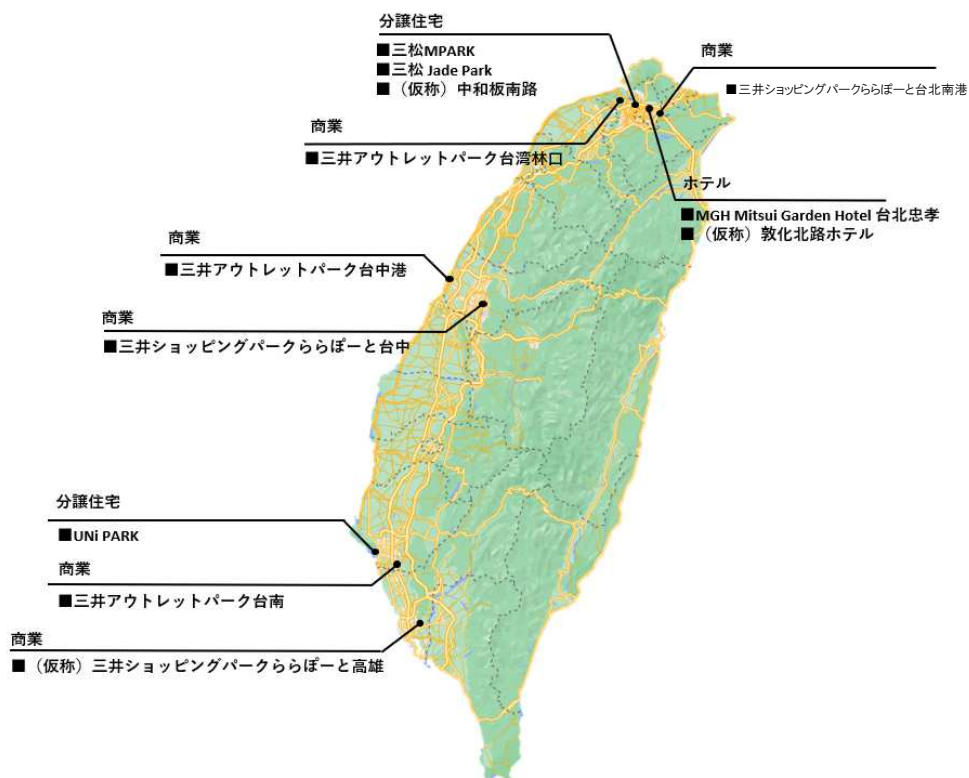 分譲住宅
■三松MPARK
■三松 Jade Park
■（仮称）中和板南路
商業
■三井ショッピングパークららぽーと台北南港
商業
■三井アウトレットパーク台湾林口
ホテル
■MGH Mitsui Garden Hotel 台北忠孝
■（仮称）敦化北路ホテル
商業
■三井アウトレットパーク台中港
商業
■三井ショッピングパークららぽーと台中
分譲住宅
■UNi PARK
商業
■三井アウトレットパーク台南
商業
■（仮称）三井ショッピングパークららぽーと高雄